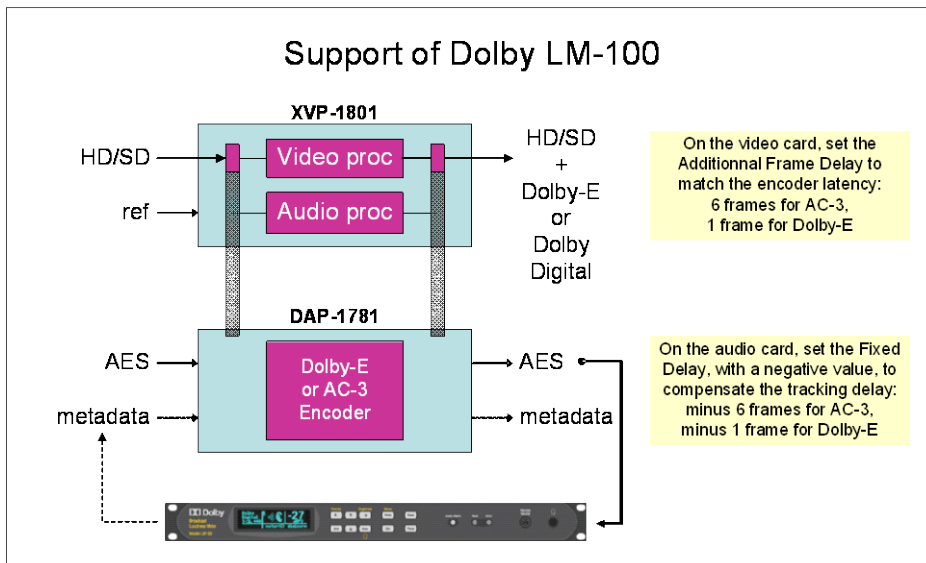 Support of Dolby LM-100
XVP-1801
HD/SD
Video proc
ref
Audio proc
HD/SD
+
Dolby-E
or
Dolby
Digital
On the video card, set the
Additionnal Frame Delay to
match the encoder latency:
6 frames for AC-3,
1 frame for Dolby-E
DAP-1781
AES
metadata
Dolby-E
or AC-3
Encoder
AES
metadata
On the audio card, set the Fixed
Delay, with a negative value, to
compensate the tracking delay:
minus 6 frames for AC-3,
minus 1 frame for Dolby-E
Dolby
-27